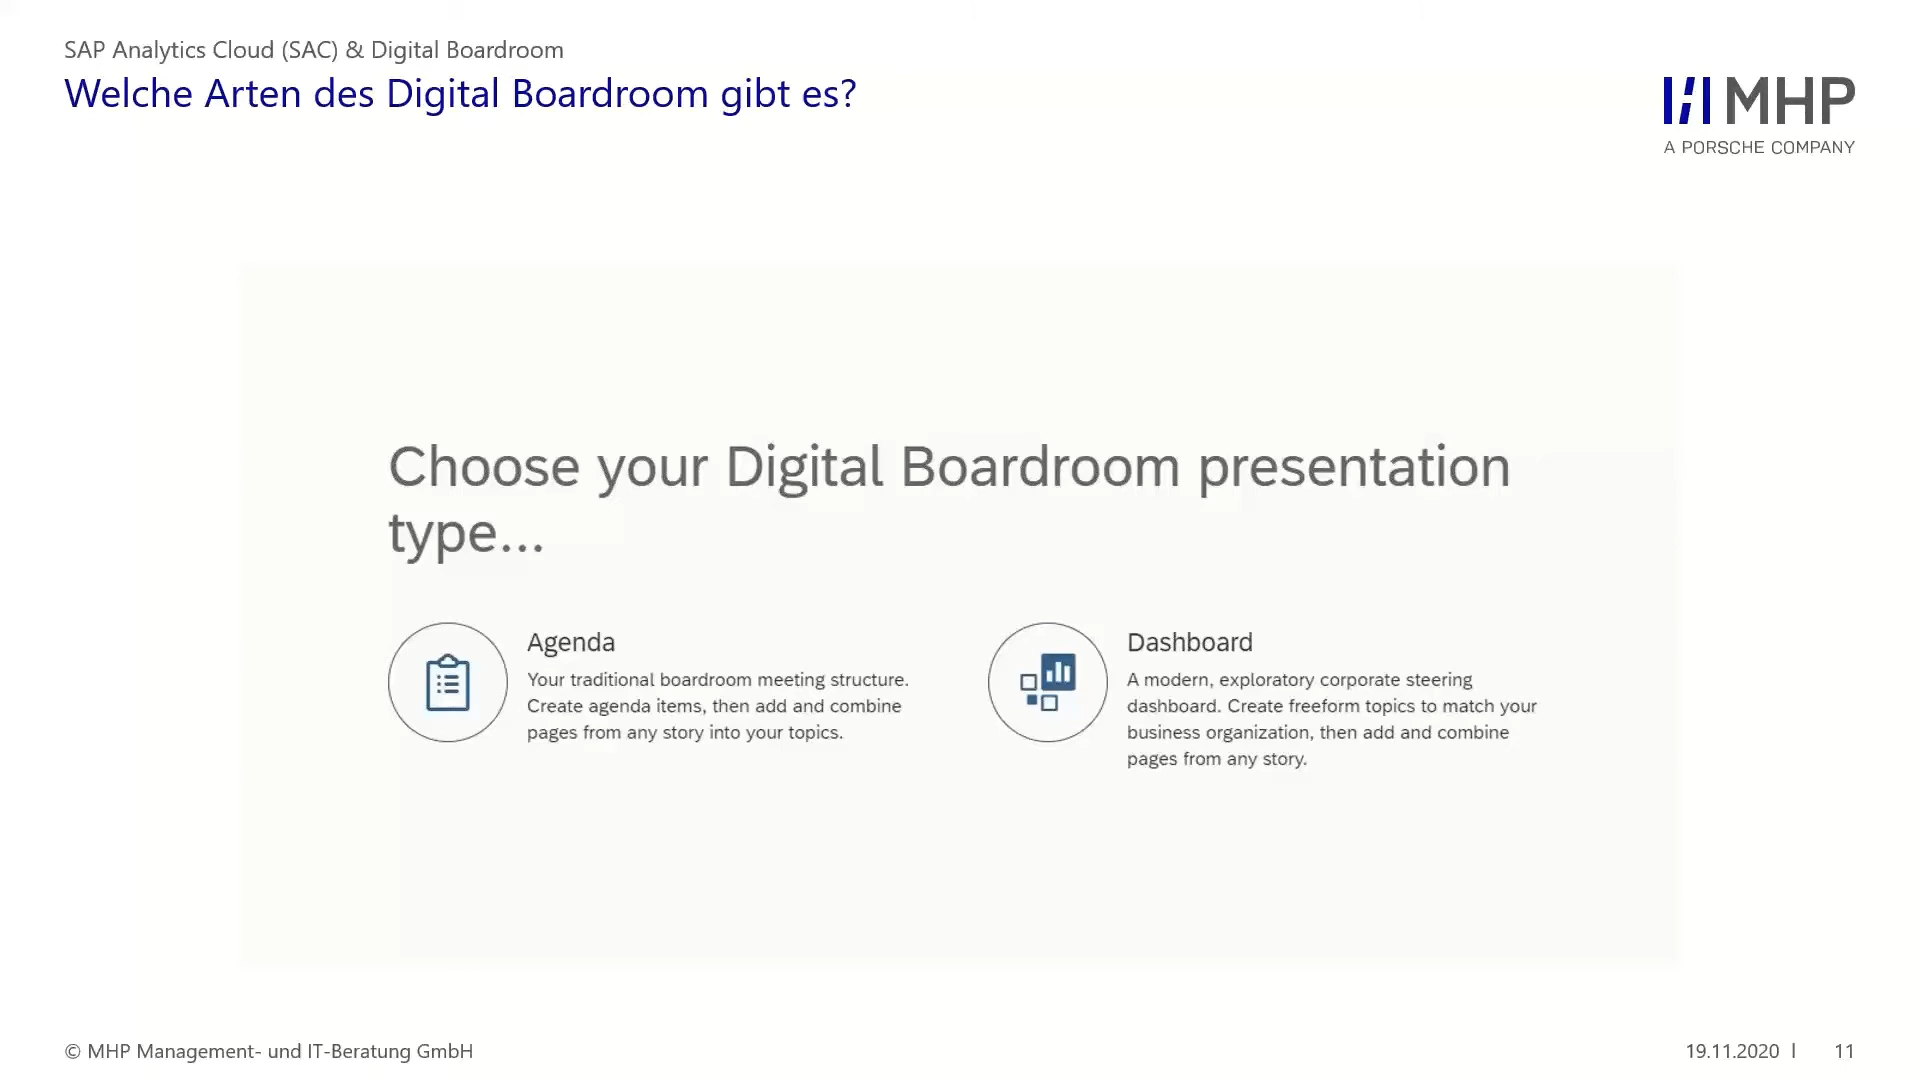 SAP Analytics Cloud (SAC) & Digital Boardroom
Welche Arten des Digital Boardroom gibt es?
MHP
A PORSCHE COMPANY
Choose your Digital Boardroom presentation
type...
Agenda
Your traditional boardroom meeting structure.
Create agenda items, then add and combine
pages from any story into your topics.
Dashboard
A modern, exploratory corporate steering
dashboard. Create freeform topics to match your
business organization, then add and combine
pages from any story.
© MHP Management- und IT-Beratung GmbH
19.11.2020 | 11